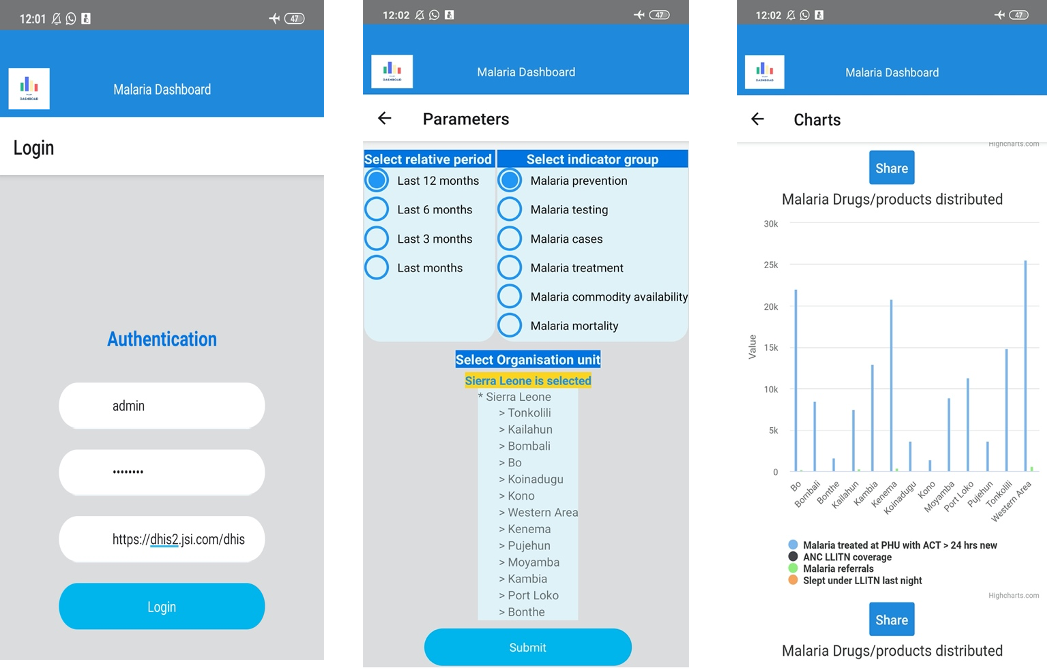 12:01
47
Malaria Dashboard
Login
Authentication
admin
••••••••
https://dhis2.jsi.com/dhis
Login
12:02
47
Malaria Dashboard
Parameters
Select relative period
Select indicator group
Last 12 months
Malaria prevention
Last 6 months
Malaria testing
Last 3 months
Malaria cases
Last months
Malaria treatment
Malaria commodity availability
Malaria mortality
Select Organisation unit
Sierra Leone is selected
* Sierra Leone
> Tonkolili
> Kailahun
> Bombali
> Bo
> Koinadugu
> Kono
> Western Area
> Kenema
> Pujehun
> Moyamba
> Kambia
> Port Loko
> Bonthe
Submit
12:02
47
Malaria Dashboard
Charts
Highcharts.com
Share
Malaria Drugs/products distributed
30k
25k
20k
15k
10k
5k
0
Value
Bo
Bombali
Bonthe
Kailahun
Kambia
Kenema
Koinadugu
Kono
Moyamba
Port Loko
Pujehun
Tonkolili
Western Area
Malaria treated at PHU with ACT > 24 hrs new
ANC LLITN coverage
Malaria referrals
Slept under LLITN last night
Highcharts.com
Share
Malaria Drugs/products distributed